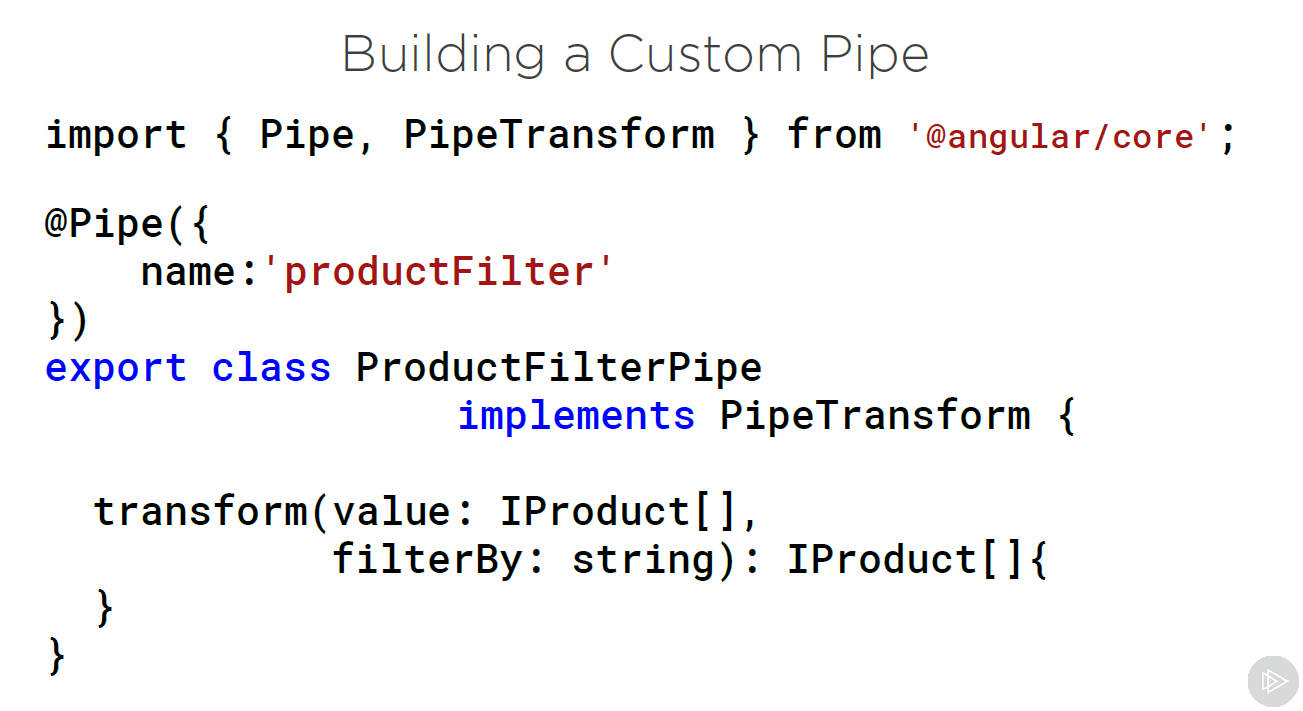 Building a Custom Pipe
import { Pipe, PipeTransform } from '@angular/core';
@Pipe({
name:'productFilter'
})
export class ProductFilterPipe
implements PipeTransform {
transform(value: IProduct[],
filterBy: string): IProduct[]{
}
}